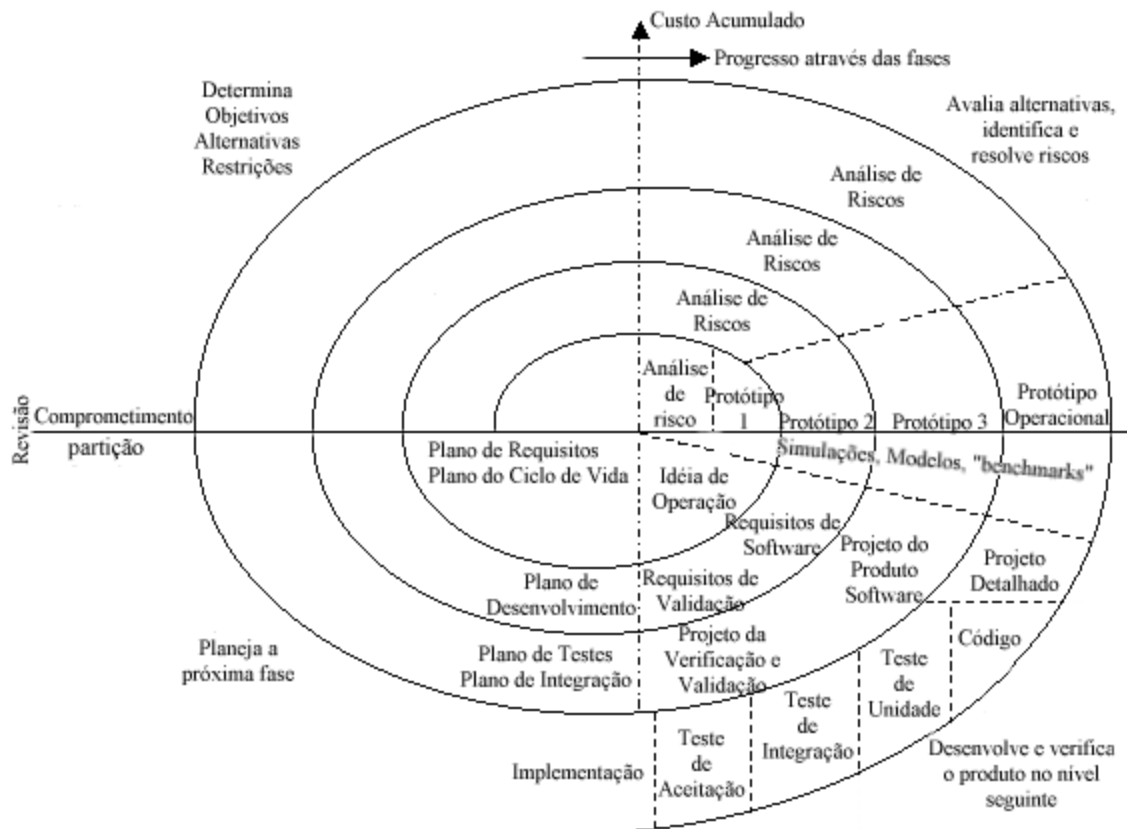 Custo Acumulado
Progresso através das fases
Determina
Objetivos
Alternativas
Restrições
Avalia alternativas,
identifica e
resolve riscos
Análise de
Riscos
Análise de
Riscos
Análise de
Riscos
Análise
de
risco
Protótipo
1
Protótipo 2
Protótipo 3
Protótipo
Operacional
Revisão
Comprometimento
partição
Simulações, Modelos, "benchmarks"
Plano de Requisitos
Plano do Ciclo de Vida
Idéia de
Operação
Requisitos de
Software
Projeto do
Produto
Software
Projeto
Detalhado
Plano de
Desenvolvimento
Requisitos de
Validação
Código
Planeja a
próxima fase
Plano de Testes
Plano de Integração
Projeto da
Verificação e
Validação
Teste
de
Unidade
Teste
de
Integração
Teste
de
Aceitação
Implementação
Desenvolve e verifica
o produto no nível
seguinte